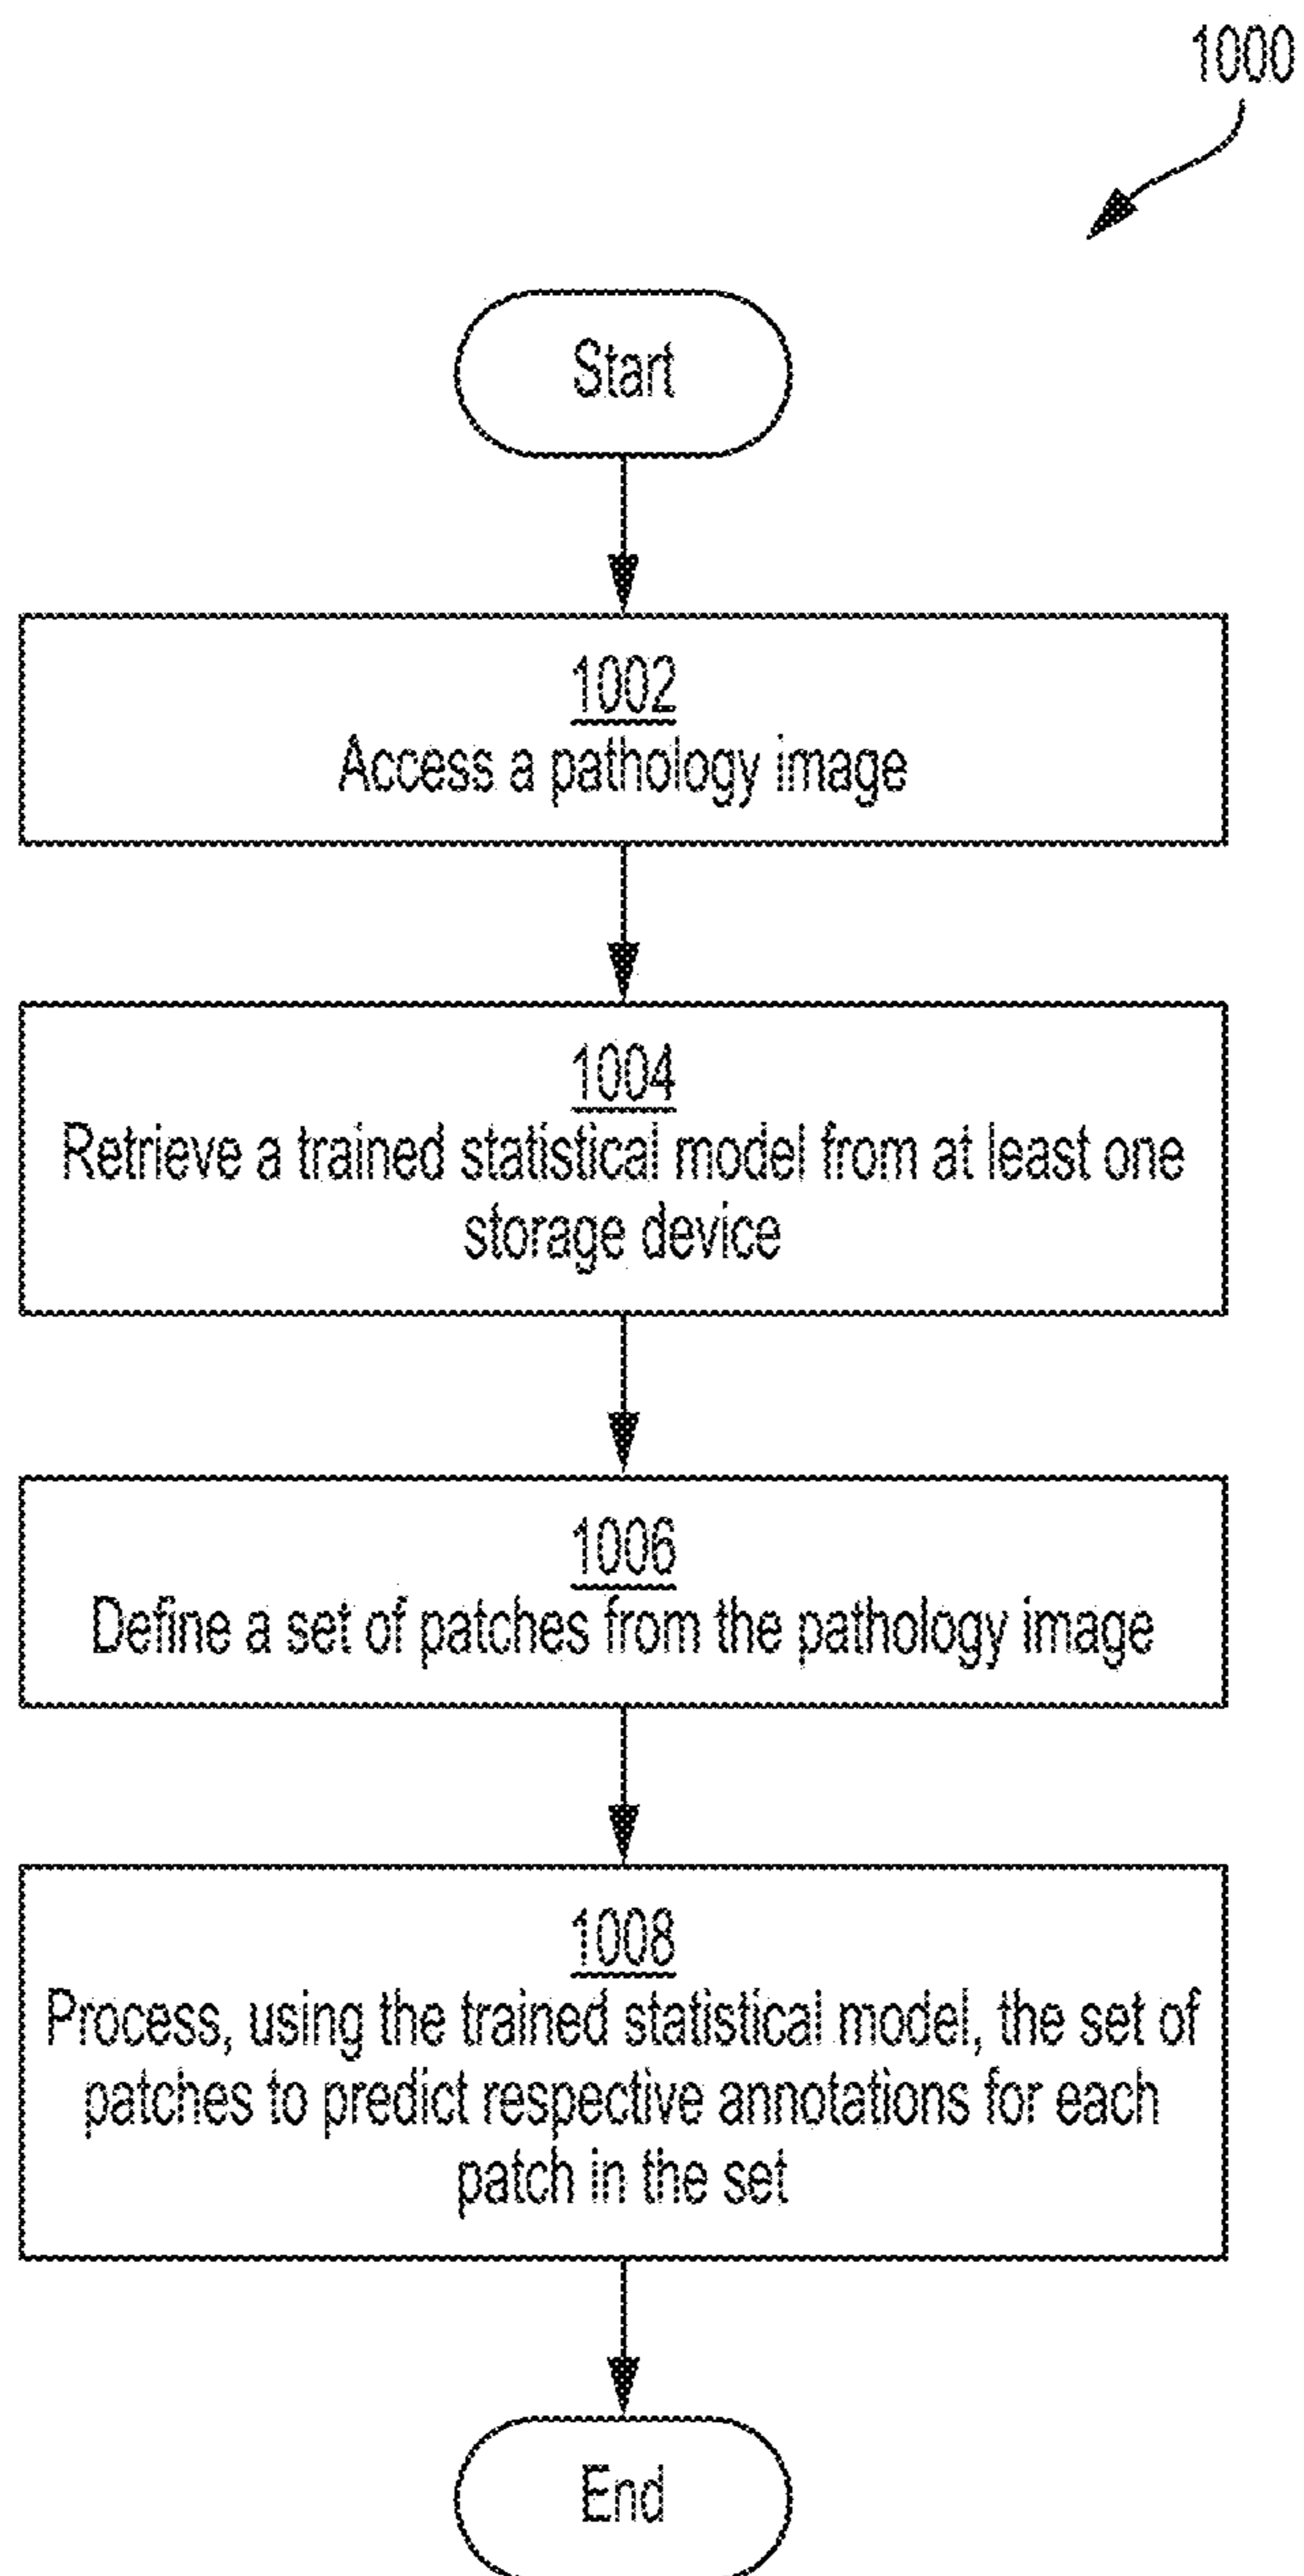 1000
Start
1002
Access a pathology image
1004
Retrieve a trained statistical model from at least one
storage device
1006
Define a set of patches from the pathology image
1008
Process, using the trained statistical model, the set of
patches to predict respective annotations for each
patch in the set
End